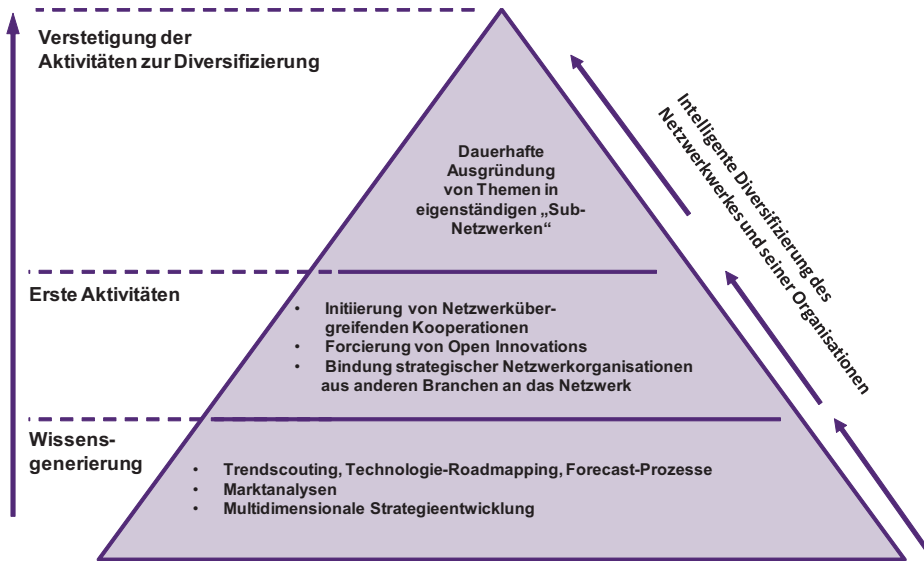 Verstetigung der
Aktivitäten zur Diversifizierung
Dauerhafte
Ausgründung
von Themen in
eigenständigen „Sub-
Netzwerken“
Erste Aktivitäten
• Initiierung von Netzwerküber-
greifenden Kooperationen
• Forcierung von Open Innovations
• Bindung strategischer Netzwerkorganisationen
aus anderen Branchen an das Netzwerk
Wissens-
generierung
• Trendscouting, Technologie-Roadmapping, Forecast-Prozesse
• Marktanalysen
• Multidimensionale Strategieentwicklung
Intelligente Diversifizierung des
Netzwerkwerkes und seiner Organisationen